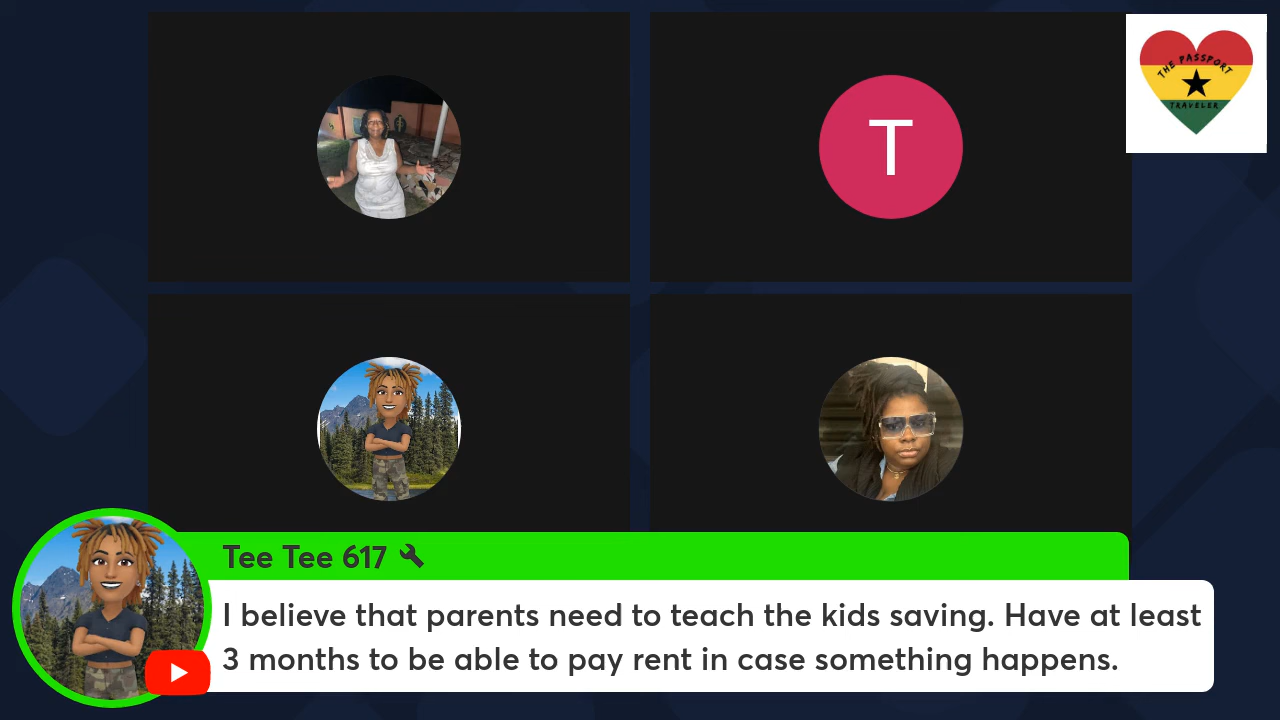 THE PASSPORT
TRAVELER
T
Tee Tee 617
I believe that parents need to teach the kids saving. Have at least
3 months to be able to pay rent in case something happens.